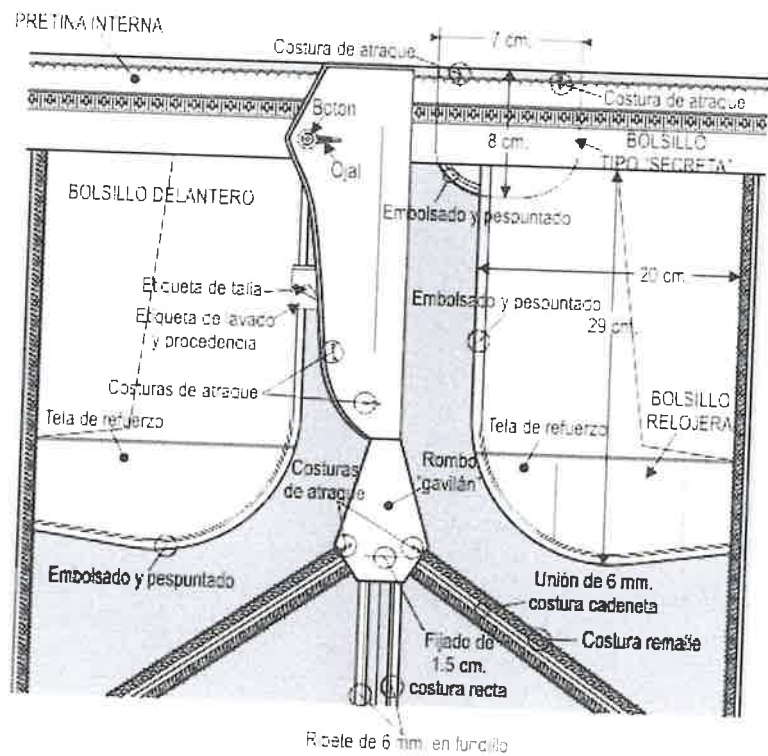 PRETINA INTERNA
Costura de atraque
7 cm.
Costura de atraque
Botón
Ojal
8 cm.
BOLSILLO
TIPO "SECRETA"
BOLSILLO DELANTERO
Embolsado y pespuntado
20 cm.
Etiqueta de talla
Etiqueta de lavado
y procedencia
Embolsado y pespuntado
29 cm.
Costuras de atraque
Tela de refuerzo
BOLSILLO
RELOJERA
Tela de refuerzo
Costuras
de atraque
Rombo
"gavilán"
Embolsado y pespuntado
Unión de 6 mm.
costura cadeneta
Costura remalle
Fijado de
1.5 cm.
costura recta
Ribete de 6 mm. en fundillo